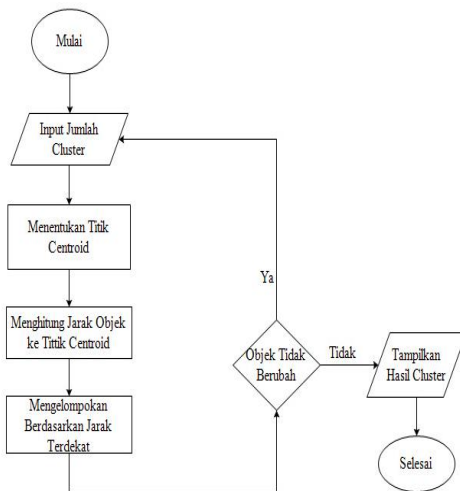 Mulai
Input Jumlah
Cluster
Menentukan Titik
Centroid
Menghitung Jarak Objek
ke Tittik Centroid
Mengelompokan
Berdasarkan Jarak
Terdekat
Ya
Objek Tidak
Berubah
Tidak
Tampilkan
Hasil Cluster
Selesai